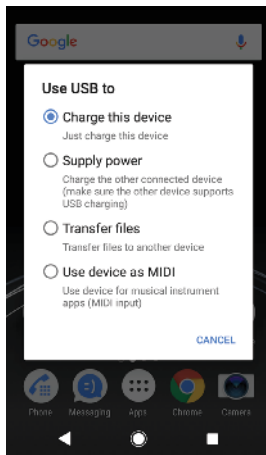 Google
Use USB to
Charge this device
Just charge this device
Supply power
Charge the other connected device
(make sure the other device supports
USB charging)
Transfer files
Transfer files to another device
Use device as MIDI
Use device for musical instrument
apps (MIDI input)
CANCEL
Phone Messaging Apps Chrome Camera